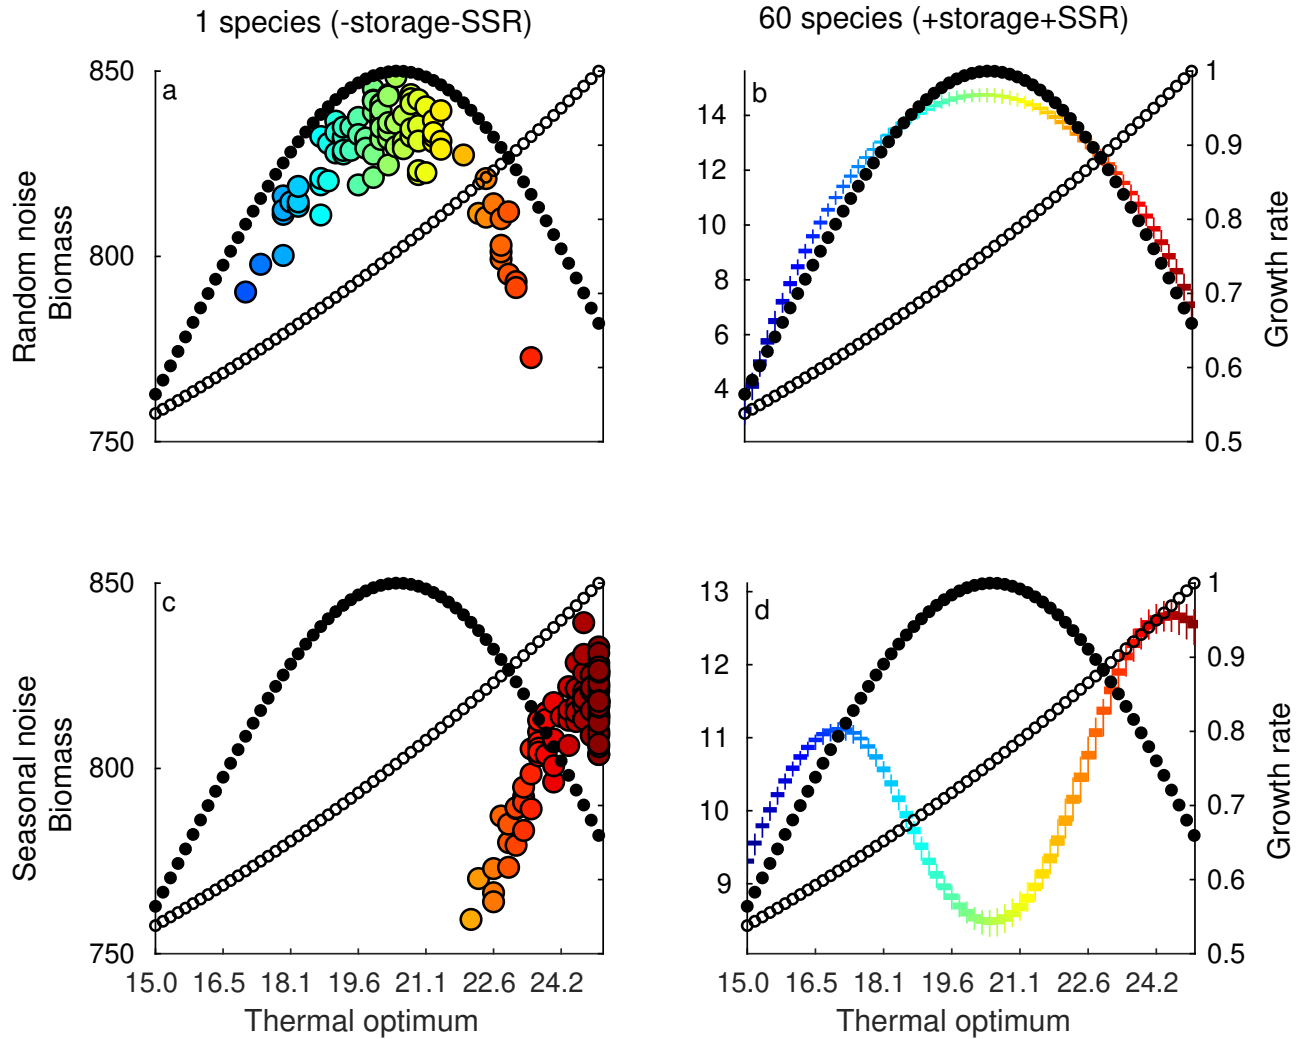 1 species (-storage-SSR)
60 species (+storage+SSR)
Random noise
Biomass
850
800
750
a
14
12
10
8
6
4
b
1
0.9
0.8
0.7
0.6
0.5
Growth rate
Seasonal noise
Biomass
850
800
750
c
15.0 16.5 18.1 19.6 21.1 22.6 24.2
Thermal optimum
13
12
11
10
9
d
1
0.9
0.8
0.7
0.6
0.5
Growth rate
15.0 16.5 18.1 19.6 21.1 22.6 24.2
Thermal optimum